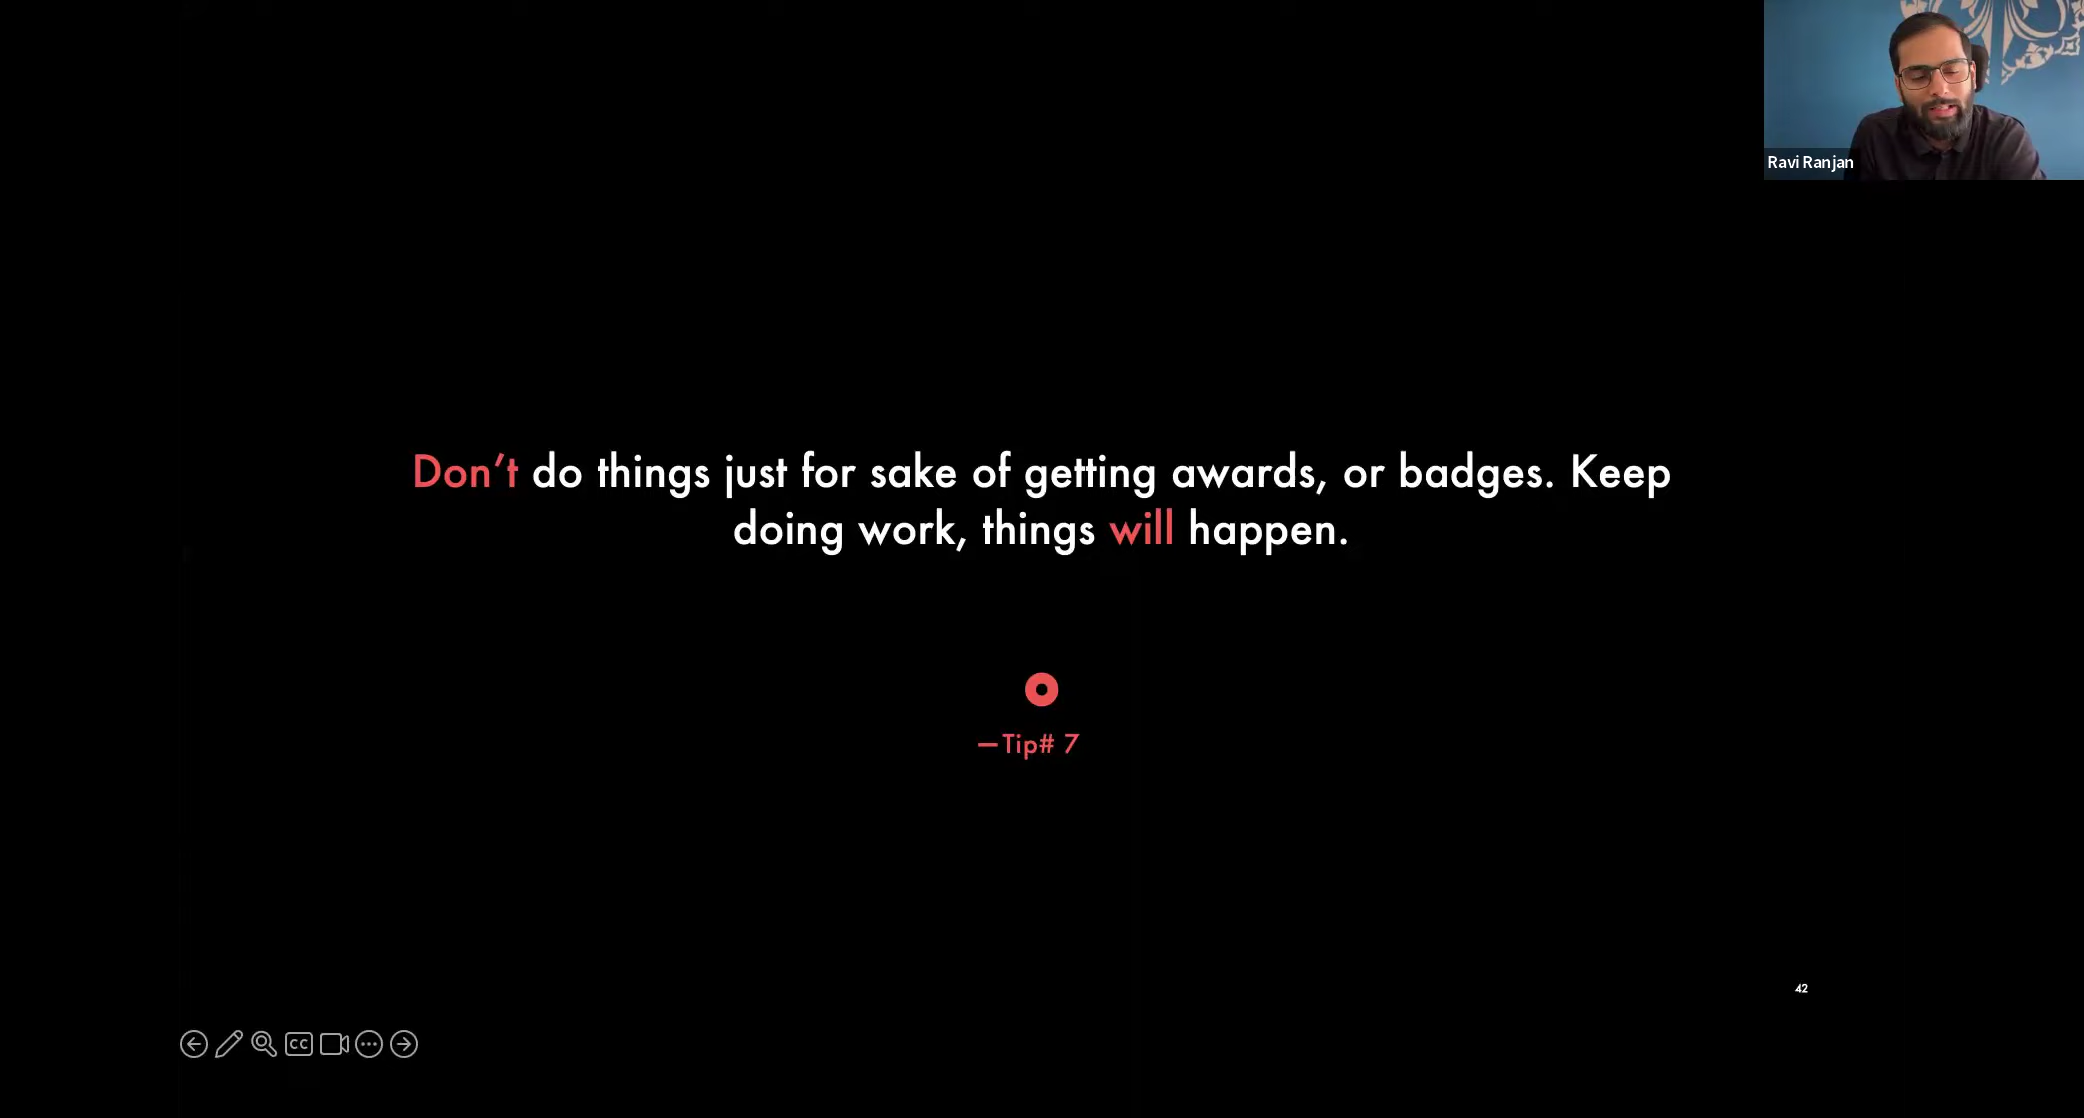 Ravi Ranjan
Don’t do things just for sake of getting awards, or badges. Keep
doing work, things will happen.
—Tip# 7
42
CC